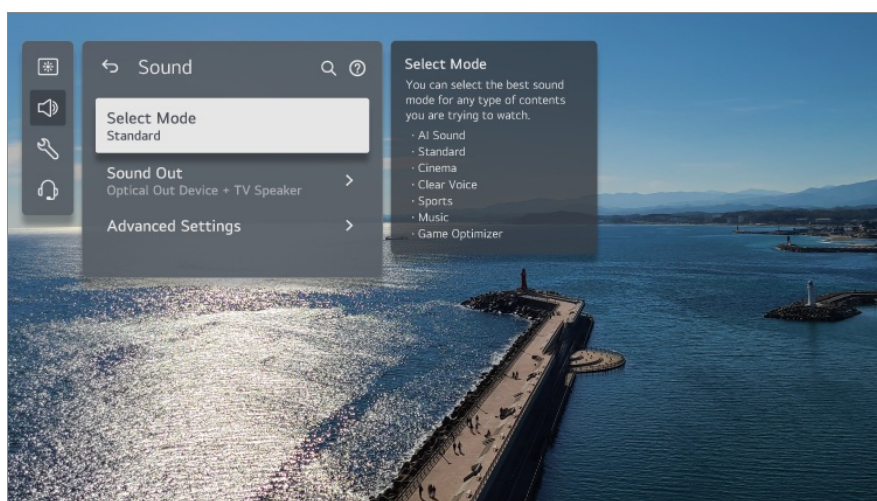 Sound
Select Mode
Standard
Sound Out
Optical Out Device + TV Speaker
Advanced Settings
Select Mode
You can select the best sound
mode for any type of contents
you are trying to watch.
· AI Sound
· Standard
· Cinema
· Clear Voice
· Sports
· Music
· Game Optimizer